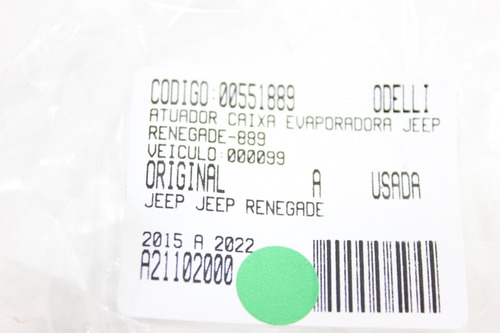 CODIGO:00551889 ODELLI
ATUADOR CAIXA EVAPORADORA JEEP
RENEGADE-889
VEICULO:000099
ORIGINAL A USADA
JEEP JEEP RENEGADE
2015 A 2022
A21102000